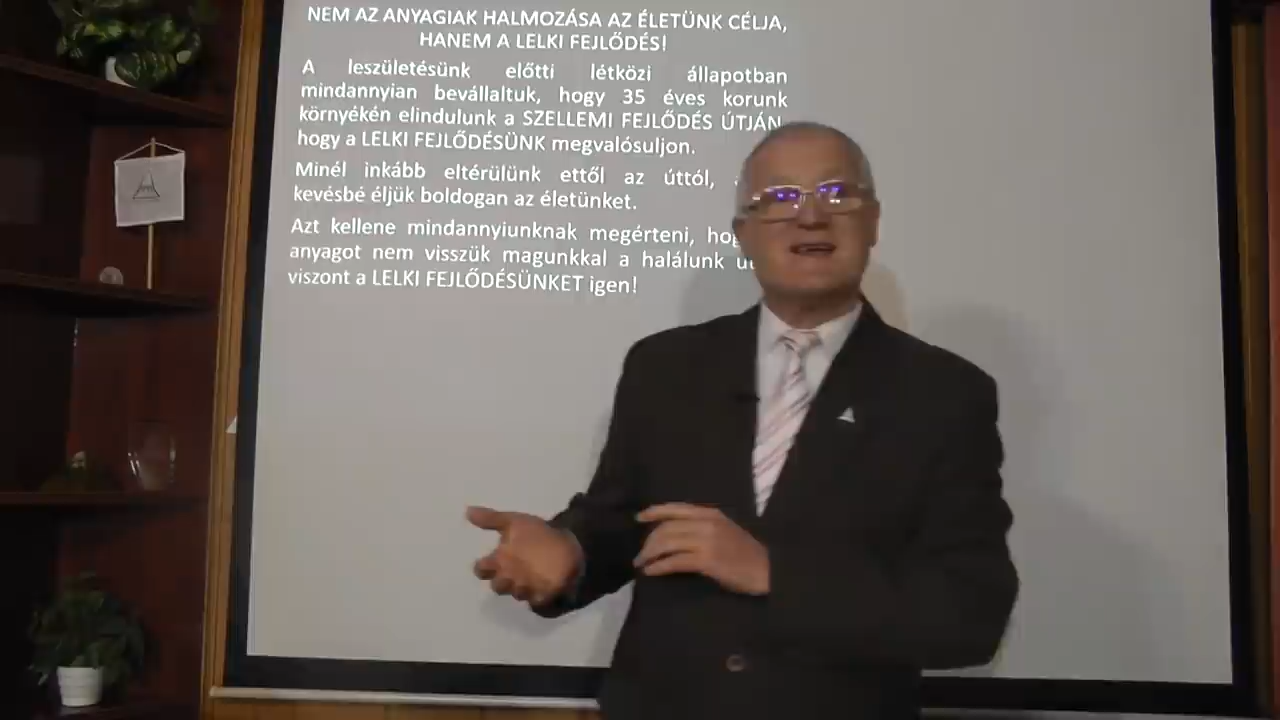 NEM AZ ANYAGIAK HALMOZÁSA AZ ÉLETÜNK CÉLJA,
HANEM A LELKI FEJLŐDÉS!
A leszületésünk előtti létközi állapotban
mindannyian bevállaltuk, hogy 35 éves korunk
környékén elindulunk a SZELLEMI FEJLŐDÉS ÚTJÁN,
hogy a LELKI FEJLŐDÉSÜNK megvalósuljon.
Minél inkább eltérülünk ettől az úttól,
kevésbé éljük boldogan az életünket.
Azt kellene mindannyiunknak megérteni,
anyagot nem visszük magunkkal a halálunk
viszont a LELKI FEJLŐDÉSÜNKET igen!